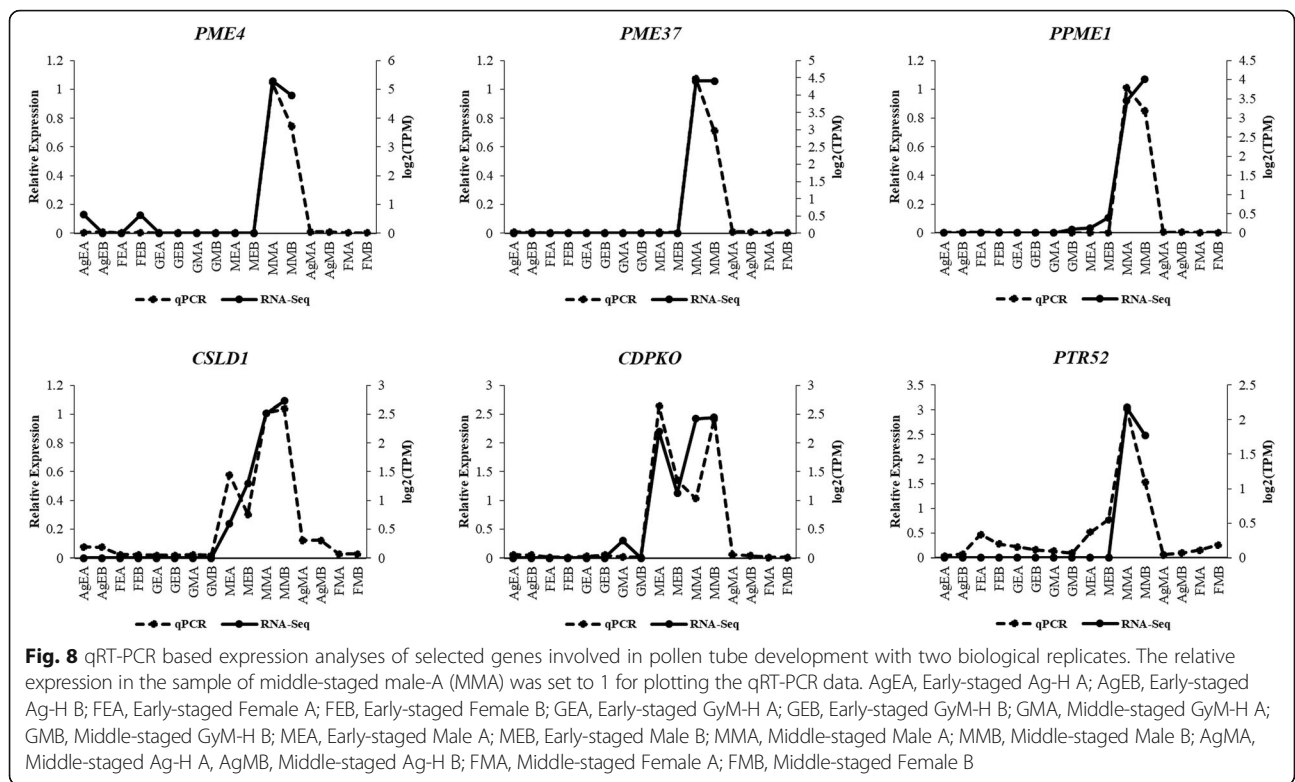 PME4
PME37
PPME1
1.2 1 0.8 0.6 0.4 0.2 0
Relative Expression
6 5 4 3 2 1 0
log2(TPM)
AgEA AgEB FEA FEB GEA GEB GMA GMB MEA MEB MMA MMB AgMA AgMB FMA FMB
qPCR RNA-Seq
1.2 1 0.8 0.6 0.4 0.2 0
Relative Expression
5 4.5 4 3.5 3 2.5 2 1.5 1 0.5 0
log2(TPM)
AgEA AgEB FEA FEB GEA GEB GMA GMB MEA MEB MMA MMB AgMA AgMB FMA FMB
qPCR RNA-Seq
1.2 1 0.8 0.6 0.4 0.2 0
Relative Expression
4.5 4 3.5 3 2.5 2 1.5 1 0.5 0
log2(TPM)
AgEA AgEB FEA FEB GEA GEB GMA GMB MEA MEB MMA MMB AgMA AgMB FMA FMB
qPCR RNA-Seq
CSLD1
CDPKO
PTR52
1.2 1 0.8 0.6 0.4 0.2 0
Relative Expression
3 2.5 2 1.5 1 0.5 0
log2(TPM)
AgEA AgEB FEA FEB GEA GEB GMA GMB MEA MEB MMA MMB AgMA AgMB FMA FMB
qPCR RNA-Seq
3 2.5 2 1.5 1 0.5 0
Relative Expression
3 2.5 2 1.5 1 0.5 0
log2(TPM)
AgEA AgEB FEA FEB GEA GEB GMA GMB MEA MEB MMA MMB AgMA AgMB FMA FMB
qPCR RNA-Seq
3.5 3 2.5 2 1.5 1 0.5 0
Relative Expression
2.5 2 1.5 1 0.5 0
log2(TPM)
AgEA AgEB FEA FEB GEA GEB GMA GMB MEA MEB MMA MMB AgMA AgMB FMA FMB
qPCR RNA-Seq
Fig. 8 qRT-PCR based expression analyses of selected genes involved in pollen tube development with two biological replicates. The relative
expression in the sample of middle-staged male-A (MMA) was set to 1 for plotting the qRT-PCR data. AgEA, Early-staged Ag-H A; AgEB, Early-staged
Ag-H B; FEA, Early-staged Female A; FEB, Early-staged Female B; GEA, Early-staged GyM-H A; GEB, Early-staged GyM-H B; GMA, Middle-staged GyM-H A;
GMB, Middle-staged GyM-H B; MEA, Early-staged Male A; MEB, Early-staged Male B; MMA, Middle-staged Male A; MMB, Middle-staged Male B; AgMA,
Middle-staged Ag-H A, AgMB, Middle-staged Ag-H B; FMA, Middle-staged Female A; FMB, Middle-staged Female B